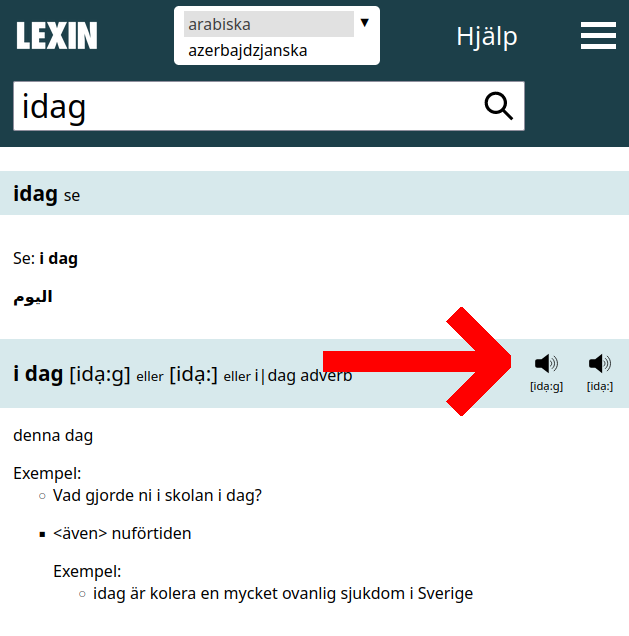 LEXIN
arabiska
azerbajdzjanska
Hjälp
idag
idag se
Se: i dag
اليوم
i dag [idạ:g] eller [idạ:] eller i|dag adverb
[idạ:g] [idạ:]
denna dag
Exempel:
Vad gjorde ni i skolan i dag?
<även> nuförtiden
Exempel:
idag är kolera en mycket ovanlig sjukdom i Sverige